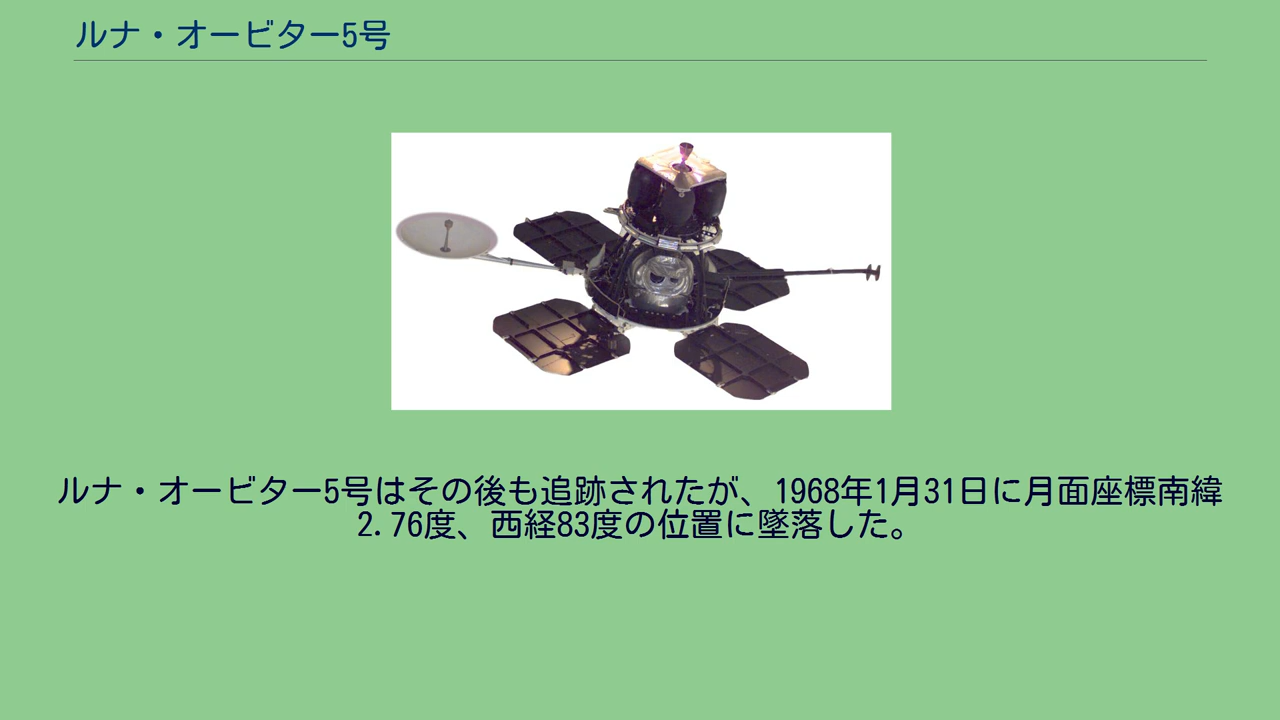 ルナ・オービター5号
ルナ・オービター5号はその後も追跡されたが、1968年1月31日に月面座標南緯
2.76度、西経83度の位置に墜落した。